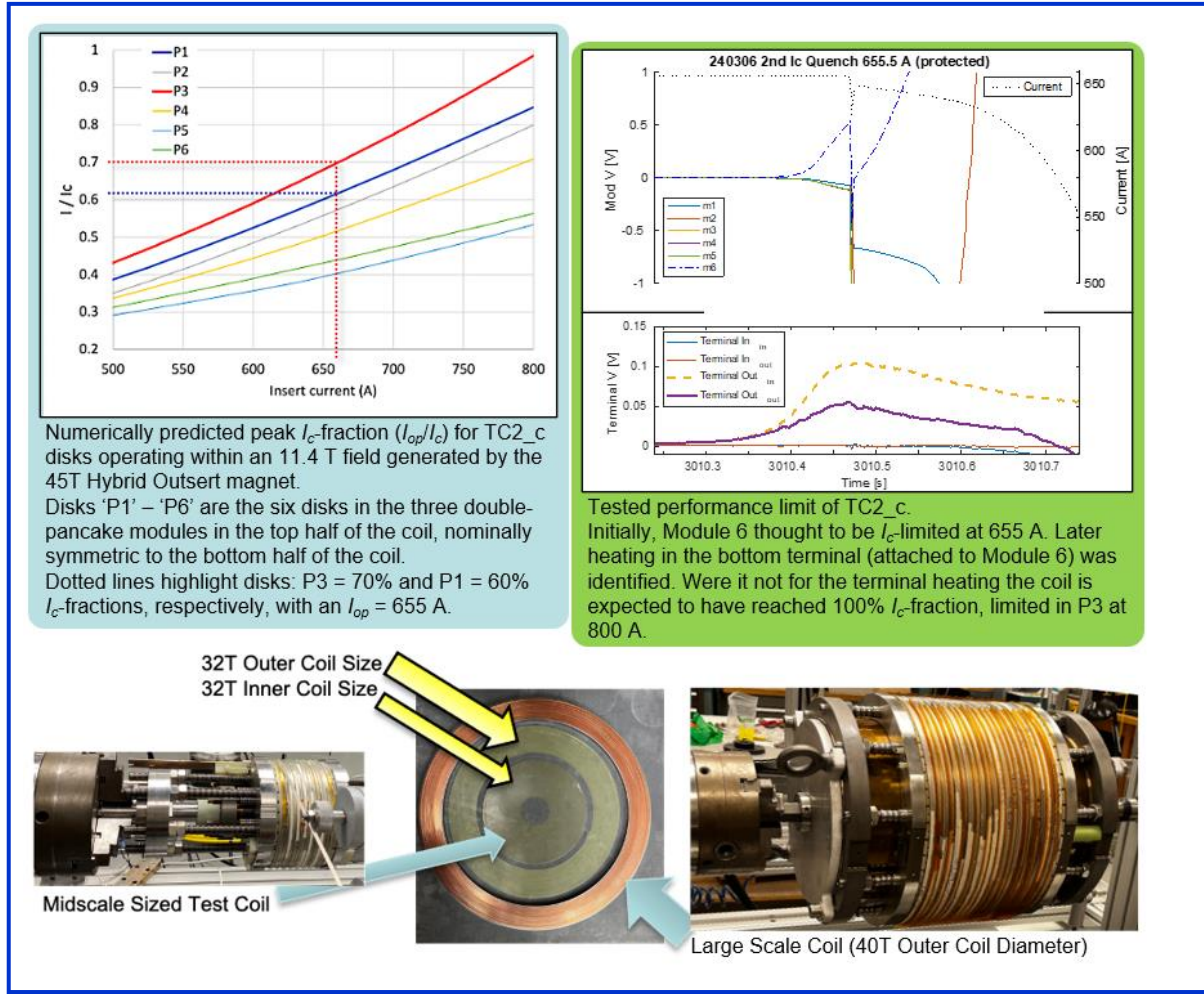 1
0.9
0.8
0.7
0.6
0.5
0.4
0.3
0.2
I / Ic
P1
P2
P3
P4
P5
P6
500 550 600 650 700 750 800
Insert current (A)
Numerically predicted peak Ic-fraction (Iop/Ic) for TC2_c
disks operating within an 11.4 T field generated by the
45T Hybrid Outsert magnet.
Disks ‘P1’ – ‘P6’ are the six disks in the three double-
pancake modules in the top half of the coil, nominally
symmetric to the bottom half of the coil.
Dotted lines highlight disks: P3 = 70% and P1 = 60%
Ic-fractions, respectively, with an Iop = 655 A.
240306 2nd Ic Quench 655.5 A (protected)
1
0.5
0
-0.5
-1
Mod V [V]
Current
650
600
550
500
Current [A]
m1
m2
m3
m4
m5
m6
0.15
0.1
0.05
0
Terminal V [V]
Terminal In in
Terminal In out
Terminal Out in
Terminal Out out
3010.3 3010.4 3010.5 3010.6 3010.7
Time [s]
Tested performance limit of TC2_c.
Initially, Module 6 thought to be Ic-limited at 655 A. Later
heating in the bottom terminal (attached to Module 6) was
identified. Were it not for the terminal heating the coil is
expected to have reached 100% Ic-fraction, limited in P3 at
800 A.
32T Outer Coil Size
32T Inner Coil Size
Midscale Sized Test Coil
Large Scale Coil (40T Outer Coil Diameter)